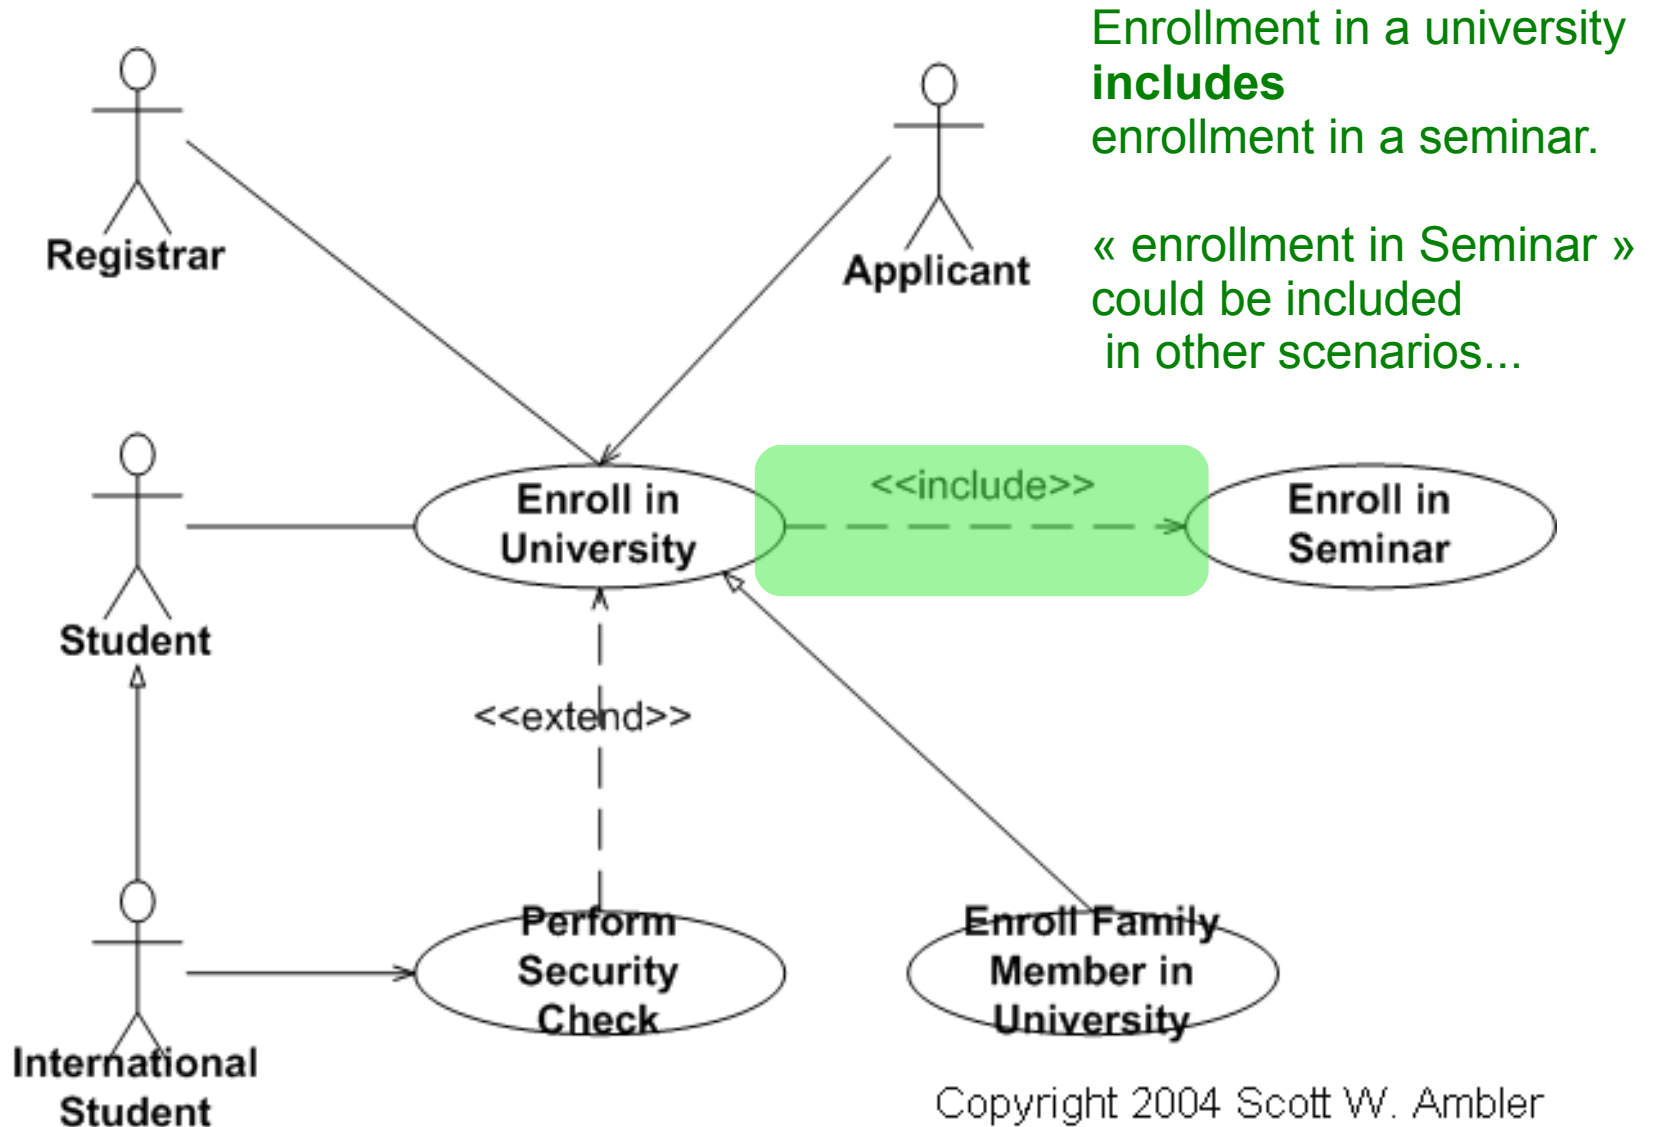 Enrollment in a university
includes
enrollment in a seminar.
« enrollment in Seminar »
could be included
in other scenarios...
Registrar
Applicant
<<include>>
Enroll in
University
Enroll in
Seminar
Student
<<extend>>
Perform
Security
Check
Enroll Family
Member in
University
International
Student
Copyright 2004 Scott W. Ambler